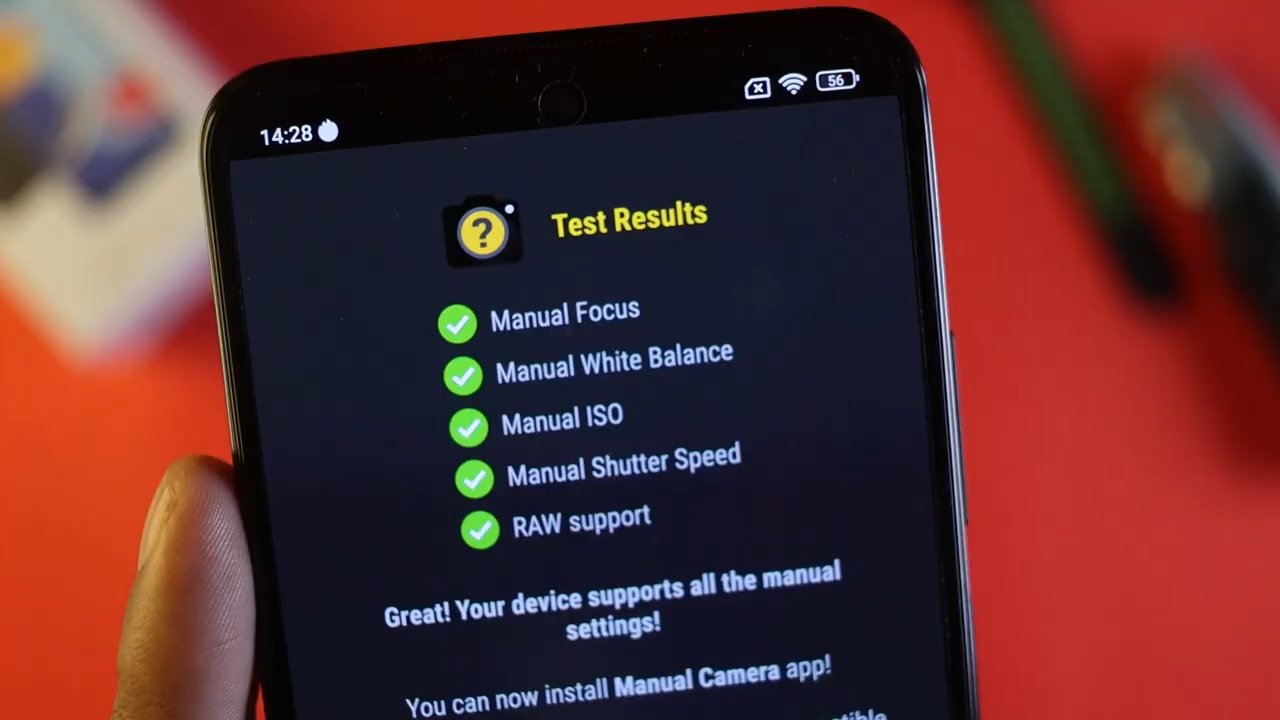 14:28
56
?
Test Results
Manual Focus
Manual White Balance
Manual ISO
Manual Shutter Speed
RAW support
Great! Your device supports all the manual
settings!
You can now install Manual Camera app!